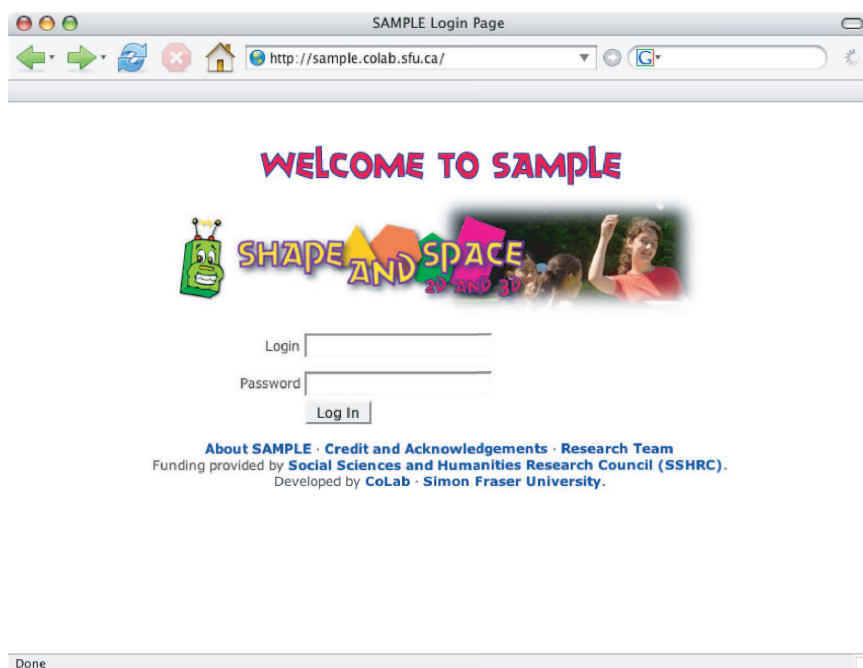 SAMPLE Login Page
http://sample.colab.sfu.ca/
G
WELCOME TO SAMPLE
SHAPE AND SPACE
2D AND 3D
Login
Password
Log In
About SAMPLE · Credit and Acknowledgements · Research Team
Funding provided by Social Sciences and Humanities Research Council (SSHRC).
Developed by CoLab · Simon Fraser University.
Done